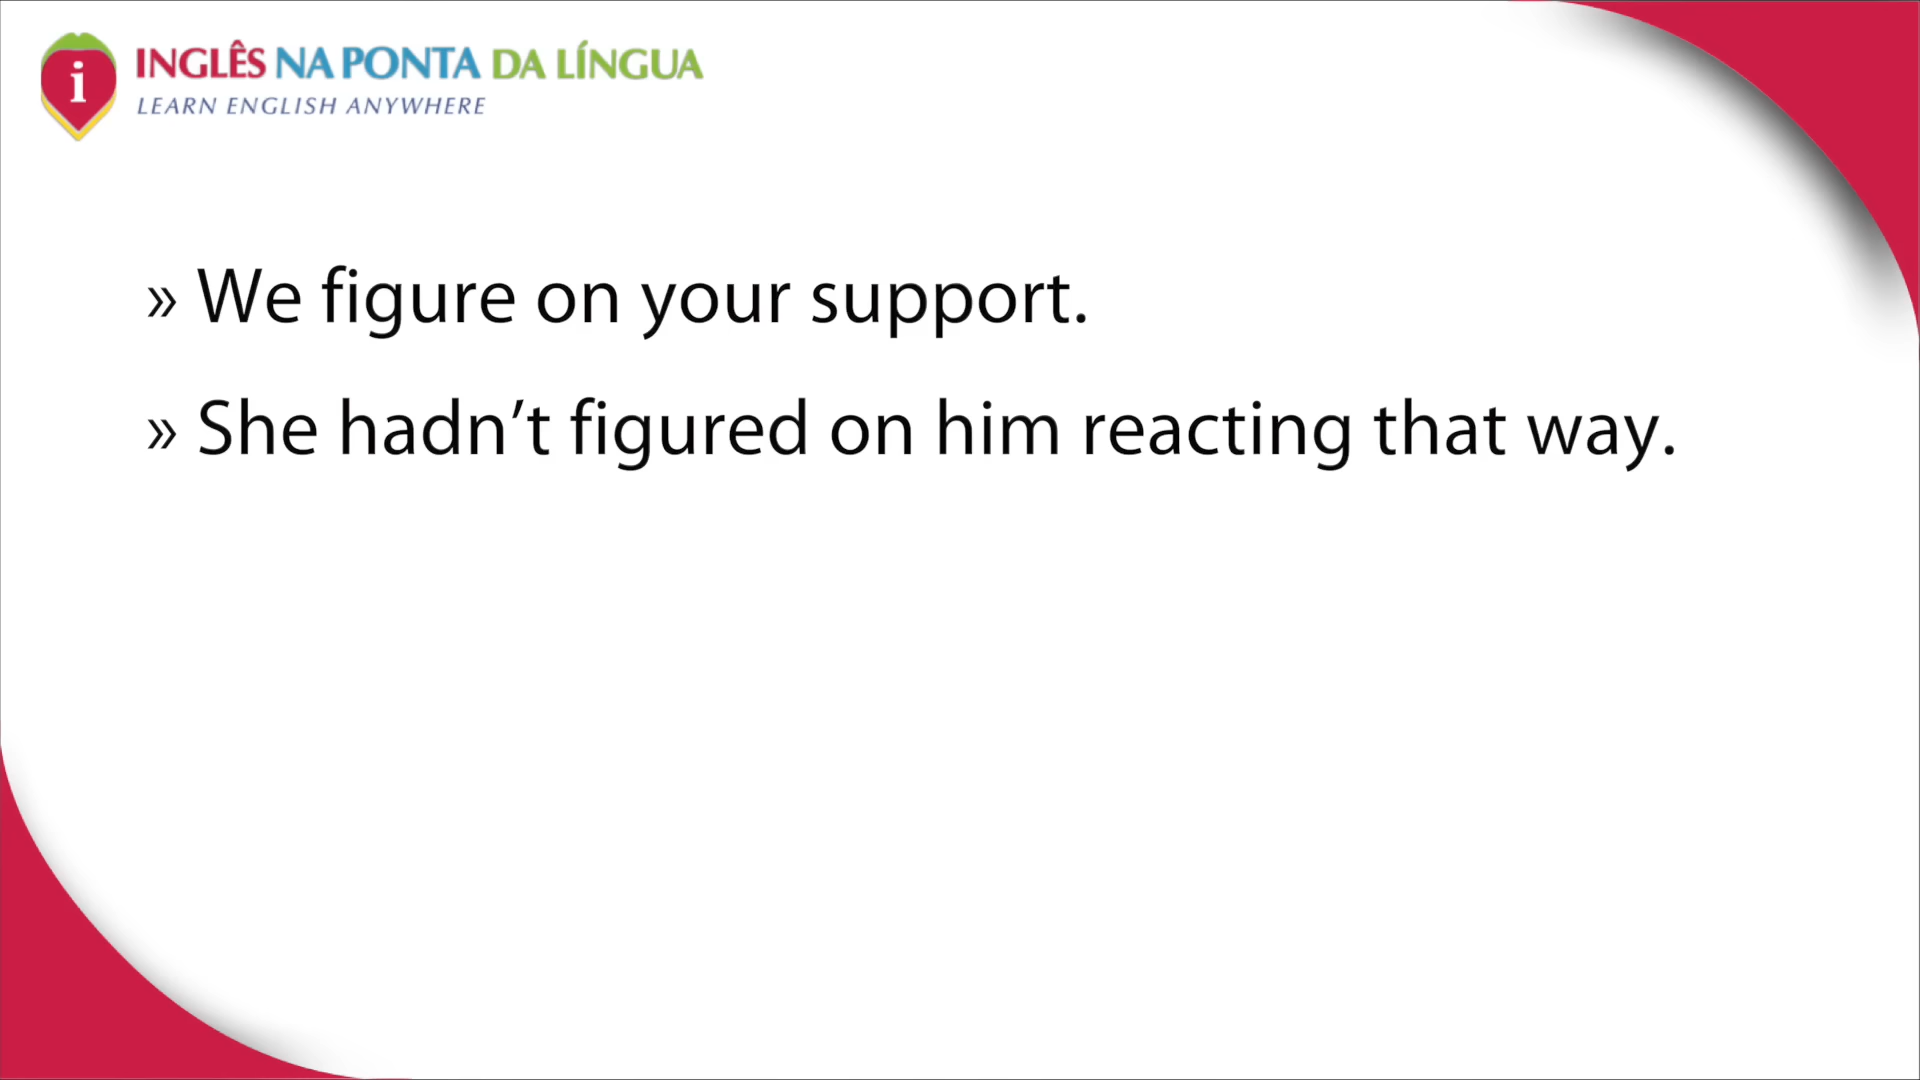 i
INGLÊS NA PONTA DA LÍNGUA
LEARN ENGLISH ANYWHERE
» We figure on your support.
» She hadn’t figured on him reacting that way.